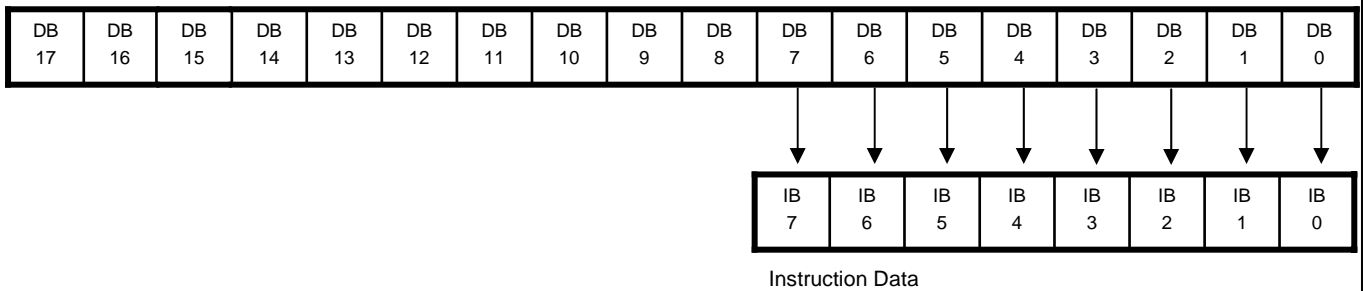 DB DB DB DB DB DB DB DB DB DB DB DB DB DB DB DB DB DB
17 16 15 14 13 12 11 10 9 8 7 6 5 4 3 2 1 0
IB IB IB IB IB IB IB IB
7 6 5 4 3 2 1 0
Instruction Data